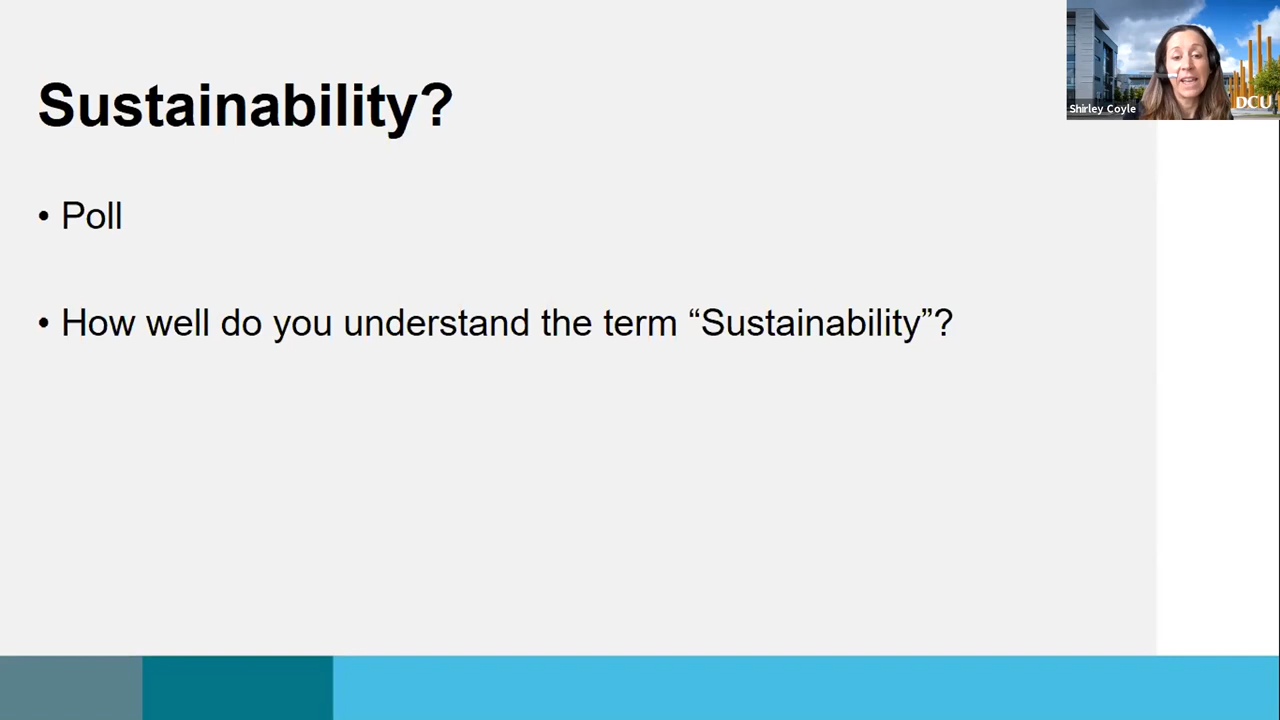 Sustainability?
• Poll
• How well do you understand the term “Sustainability”?
Shirley Coyle
DCU